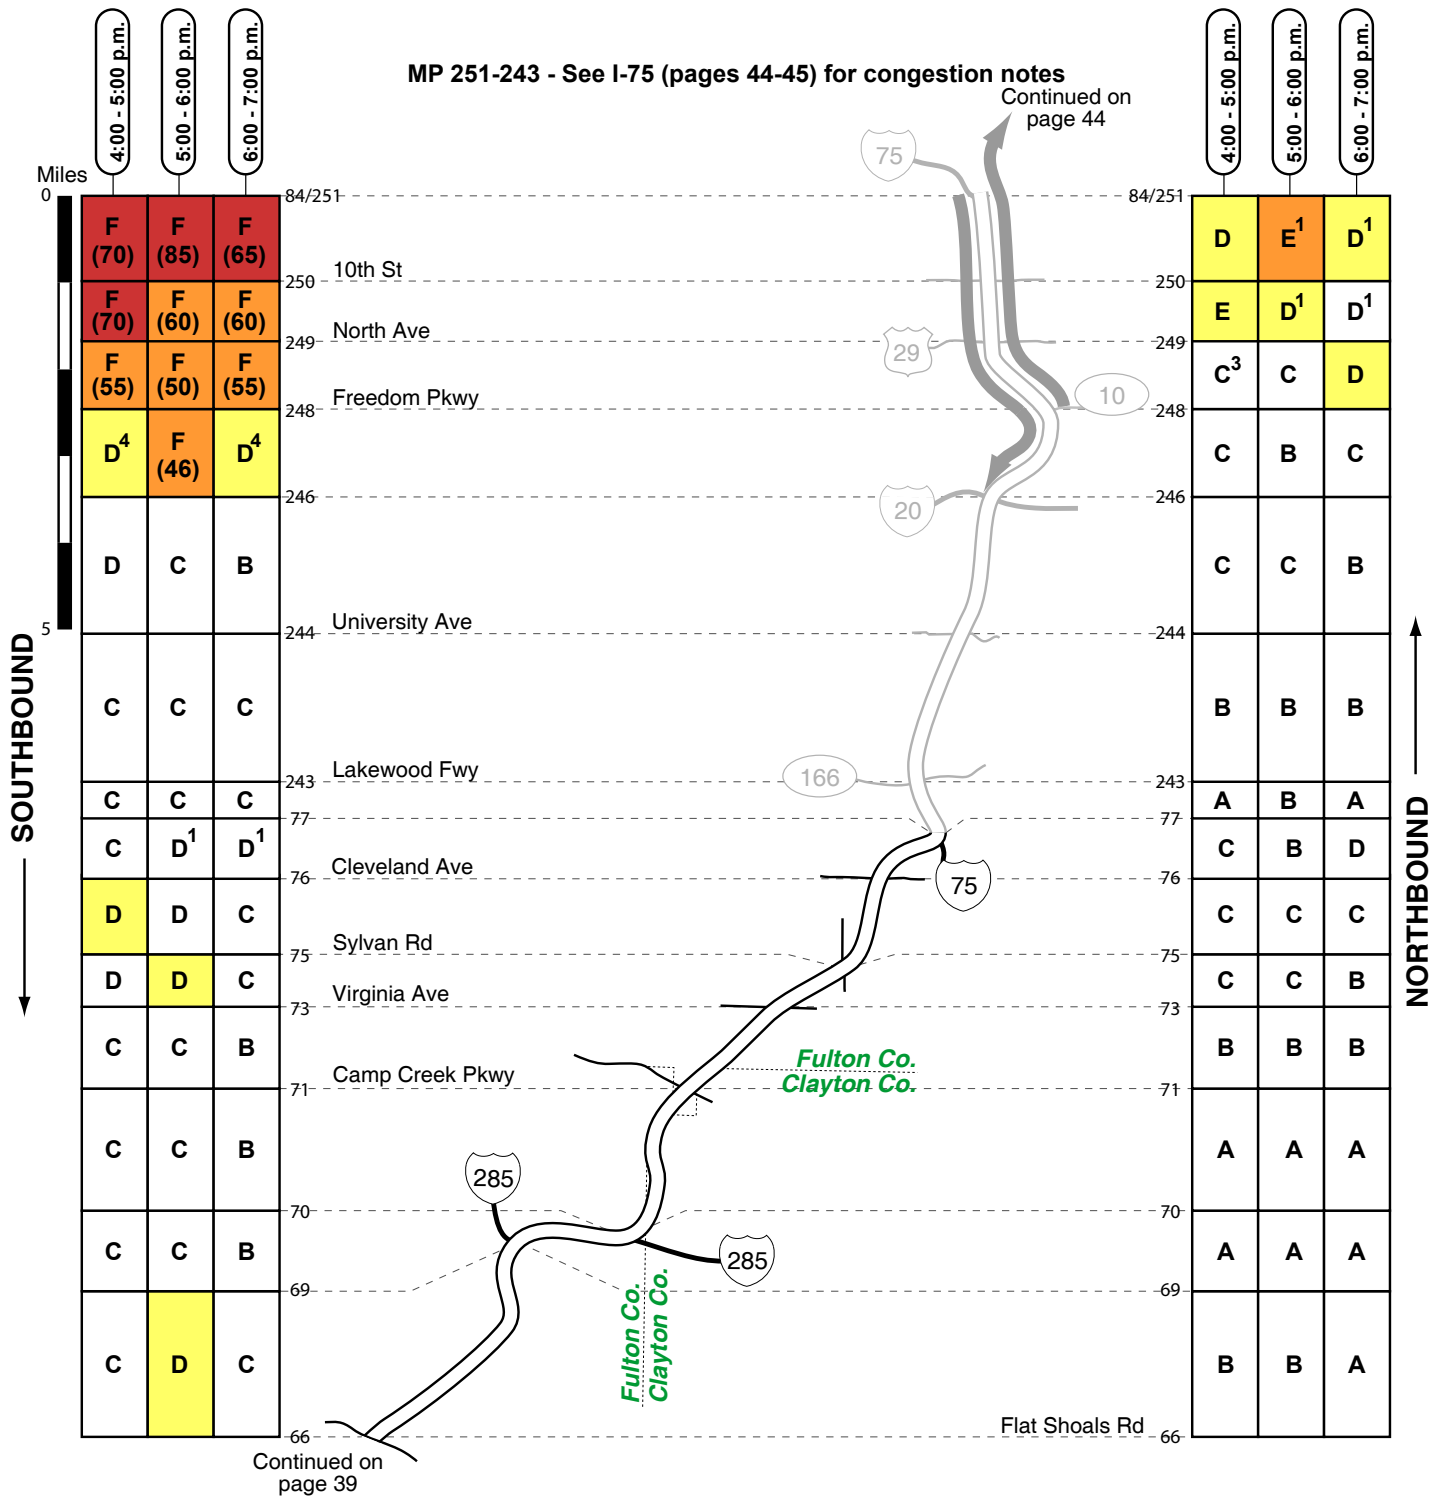 4:00 - 5:00 p.m.
5:00 - 6:00 p.m.
6:00 - 7:00 p.m.
MP 251-243 - See I-75 (pages 44-45) for congestion notes
Continued on
page 44
4:00 - 5:00 p.m.
5:00 - 6:00 p.m.
6:00 - 7:00 p.m.
Miles
0
5
SOUTHBOUND
F (70) F (85) F (65)
F (70) F (60) F (60)
F (55) F (50) F (55)
D4 F (46) D4
D C B
C C C
C C C
C D1 D1
D D C
D D C
C C B
C C B
C C B
C D C
84/251
10th St
250
North Ave
249
Freedom Pkwy
248
246
University Ave
244
Lakewood Fwy
243
77
Cleveland Ave
76
Sylvan Rd
75
Virginia Ave
73
Camp Creek Pkwy
71
70
69
66
Continued on
page 39
75
29
10
20
166
75
Fulton Co.
Clayton Co.
285
285
Fulton Co.
Clayton Co.
Flat Shoals Rd
84/251
250
249
248
246
244
243
77
76
75
73
71
70
69
66
D E1 D1
E D1 D1
C3 C D
C B C
C C B
B B B
A B A
C B D
C C C
C C B
B B B
A A A
A A A
B B A
NORTHBOUND